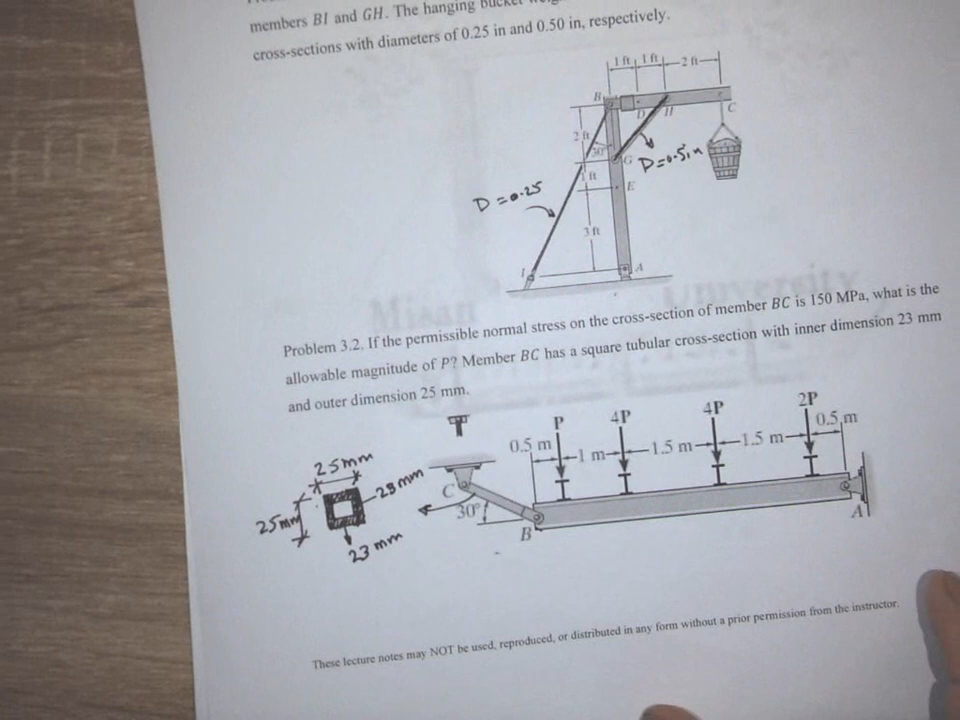 members BI and GH. The hanging bucket
cross-sections with diameters of 0.25 in and 0.50 in, respectively.
1 ft 1 ft 2 ft
B D H C
2 ft
30°
G D=0.5in
ft
E
D=0.25
3 ft
I A
Problem 3.2. If the permissible normal stress on the cross-section of member BC is 150 MPa, what is the
allowable magnitude of P? Member BC has a square tubular cross-section with inner dimension 23 mm
and outer dimension 25 mm.
P 4P 4P 2P
0.5 m 1 m 1.5 m 1.5 m 0.5 m
25mm
25mm
23mm
23mm
C
30°
B
A
These lecture notes may NOT be used, reproduced, or distributed in any form without a prior permission from the instructor.